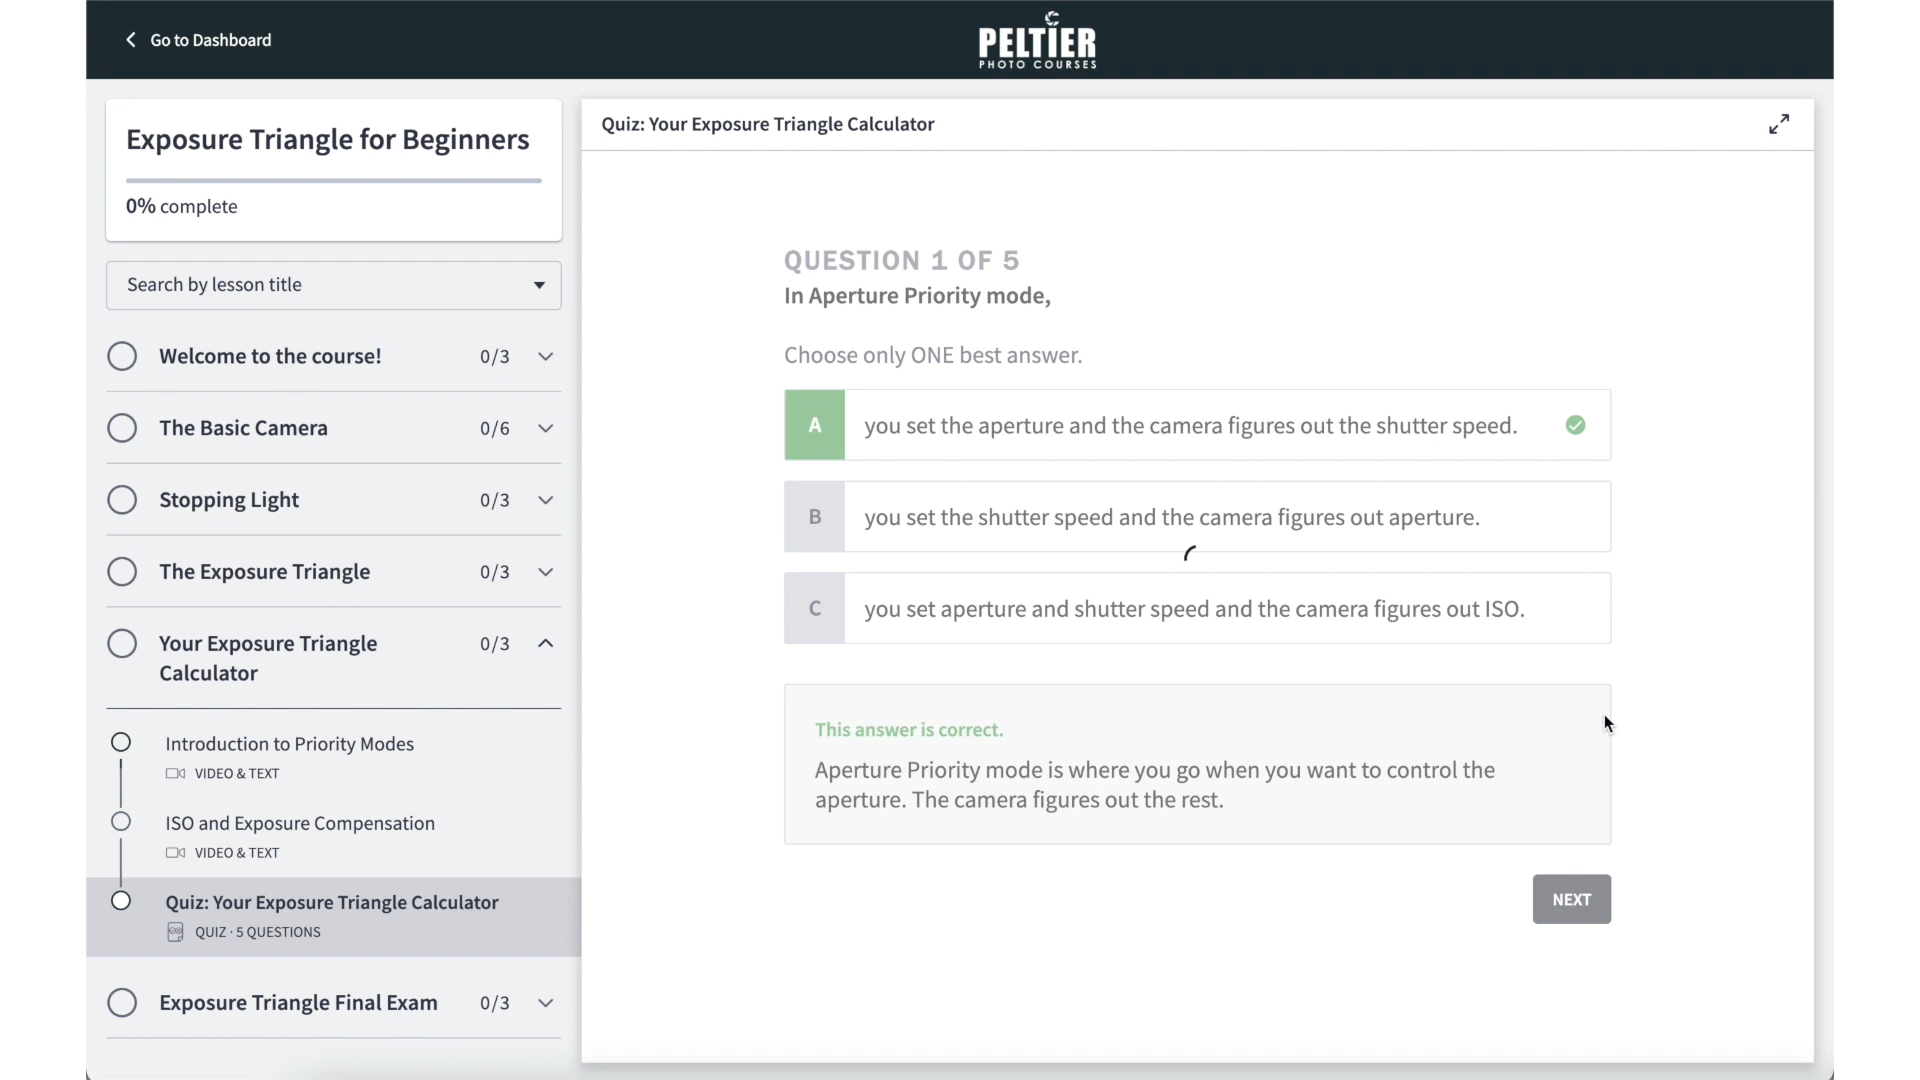 Go to Dashboard
PELTIER
PHOTO COURSES
Exposure Triangle for Beginners
0% complete
Search by lesson title
Welcome to the course! 0/3
The Basic Camera 0/6
Stopping Light 0/3
The Exposure Triangle 0/3
Your Exposure Triangle 0/3
Calculator
Introduction to Priority Modes
VIDEO & TEXT
ISO and Exposure Compensation
VIDEO & TEXT
Quiz: Your Exposure Triangle Calculator
QUIZ · 5 QUESTIONS
Exposure Triangle Final Exam 0/3
Quiz: Your Exposure Triangle Calculator
QUESTION 1 OF 5
In Aperture Priority mode,
Choose only ONE best answer.
A you set the aperture and the camera figures out the shutter speed.
B you set the shutter speed and the camera figures out aperture.
C you set aperture and shutter speed and the camera figures out ISO.
This answer is correct.
Aperture Priority mode is where you go when you want to control the
aperture. The camera figures out the rest.
NEXT